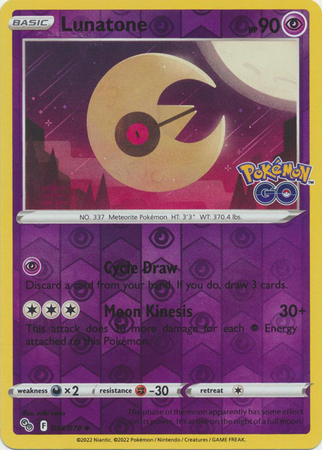 BASIC
Lunatone
HP 90
Pokémon
GO
NO. 337 Meteorite Pokémon HT: 3'3" WT: 370.4 lbs.
Cycle Draw
Discard a card from your hand. If you do, draw 3 cards.
Moon Kinesis 30+
This attack does 30 more damage for each Energy
attached to this Pokémon.
weakness ×2 resistance -30 retreat
The phase of the moon apparently has some effect
on its power. It's active on the night of a full moon.
F /078
©2022 Niantic. ©2022 Pokémon / Nintendo / Creatures / GAME FREAK.